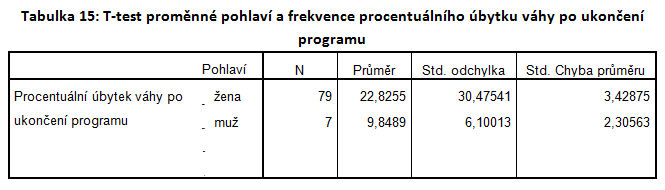 Tabulka 15: T-test proměnné pohlaví a frekvence procentuálního úbytku váhy po ukončení
programu
Pohlaví N Průměr Std. odchylka Std. Chyba průměru
Procentuální úbytek váhy po žena 79 22,8255 30,47541 3,42875
ukončení programu muž 7 9,8489 6,10013 2,30563